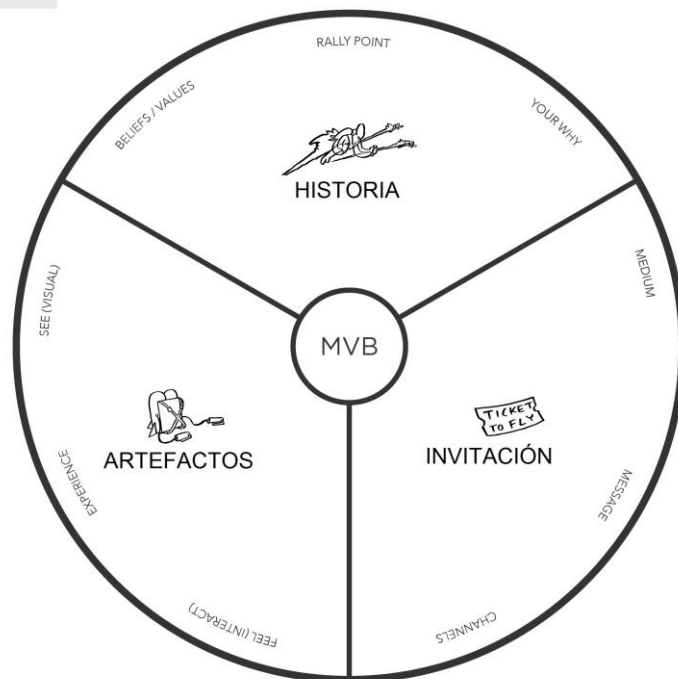 RALLY POINT
BELIEFS / VALUES
YOUR WHY
HISTORIA
SEE (VISUAL)
MEDIUM
MVB
TICKET
TO FLY
ARTEFACTOS
INVITACIÓN
EXPERIENCE
MESSAGE
FEEL (INTERACT)
CHANNELS